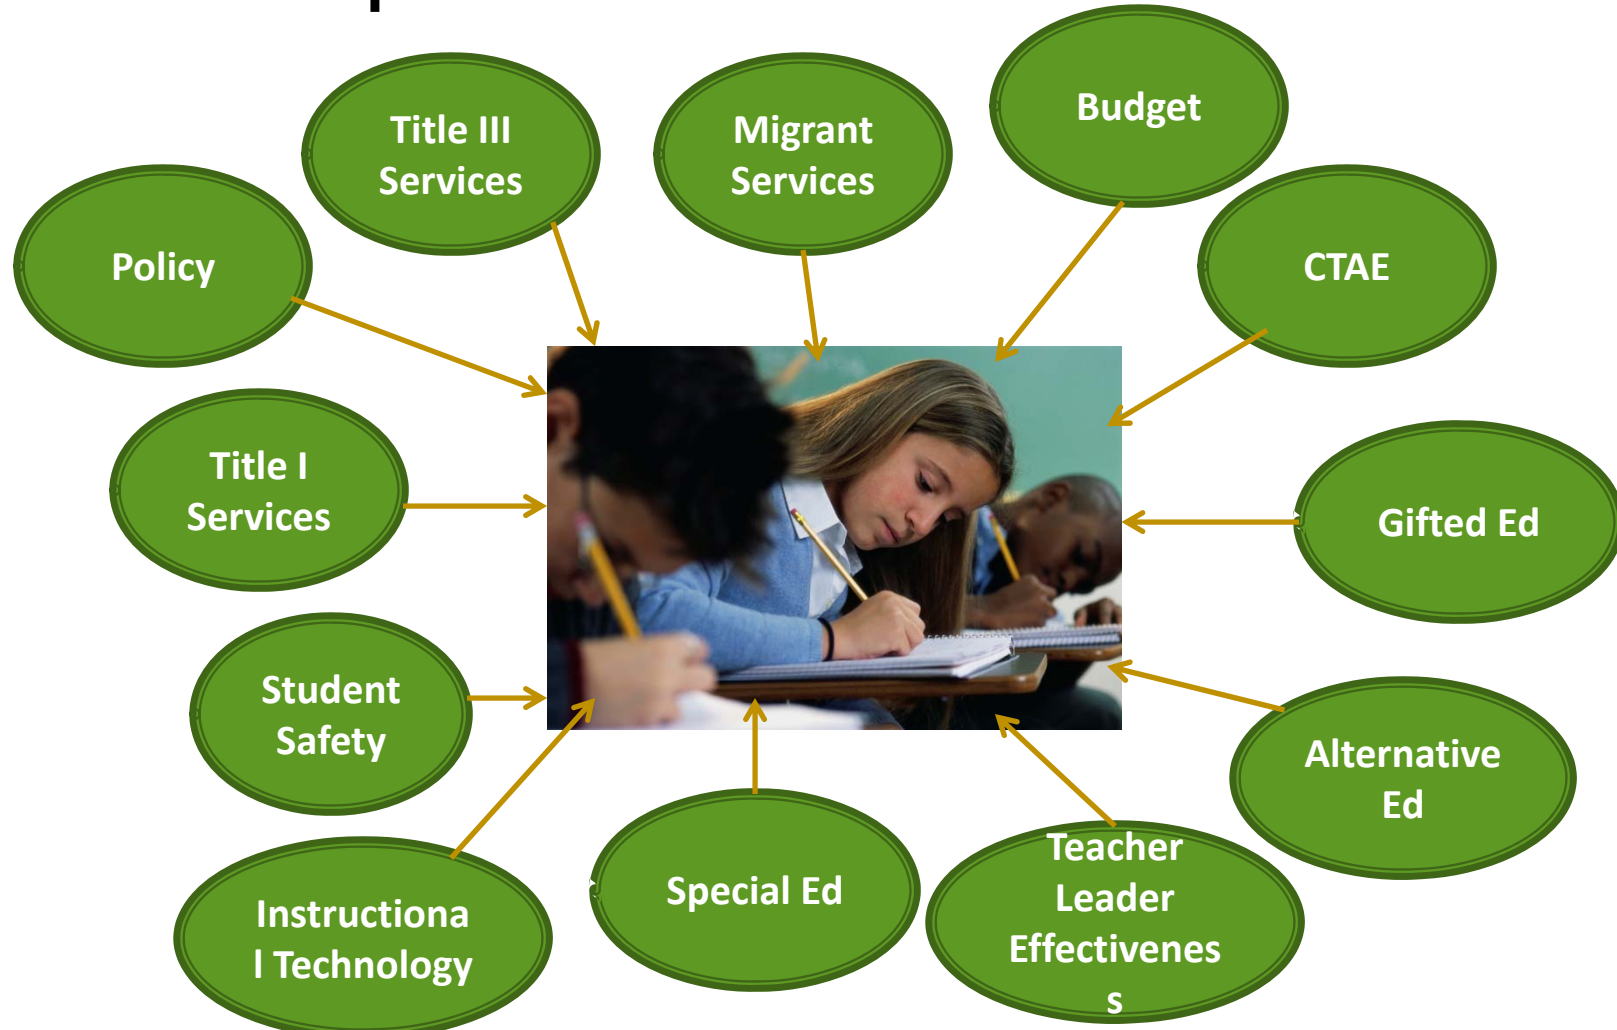 Title III
Services
Migrant
Services
Budget
Policy
CTAE
Title I
Services
Gifted Ed
Student
Safety
Alternative
Ed
Instructiona
l Technology
Special Ed
Teacher
Leader
Effectivenes
s